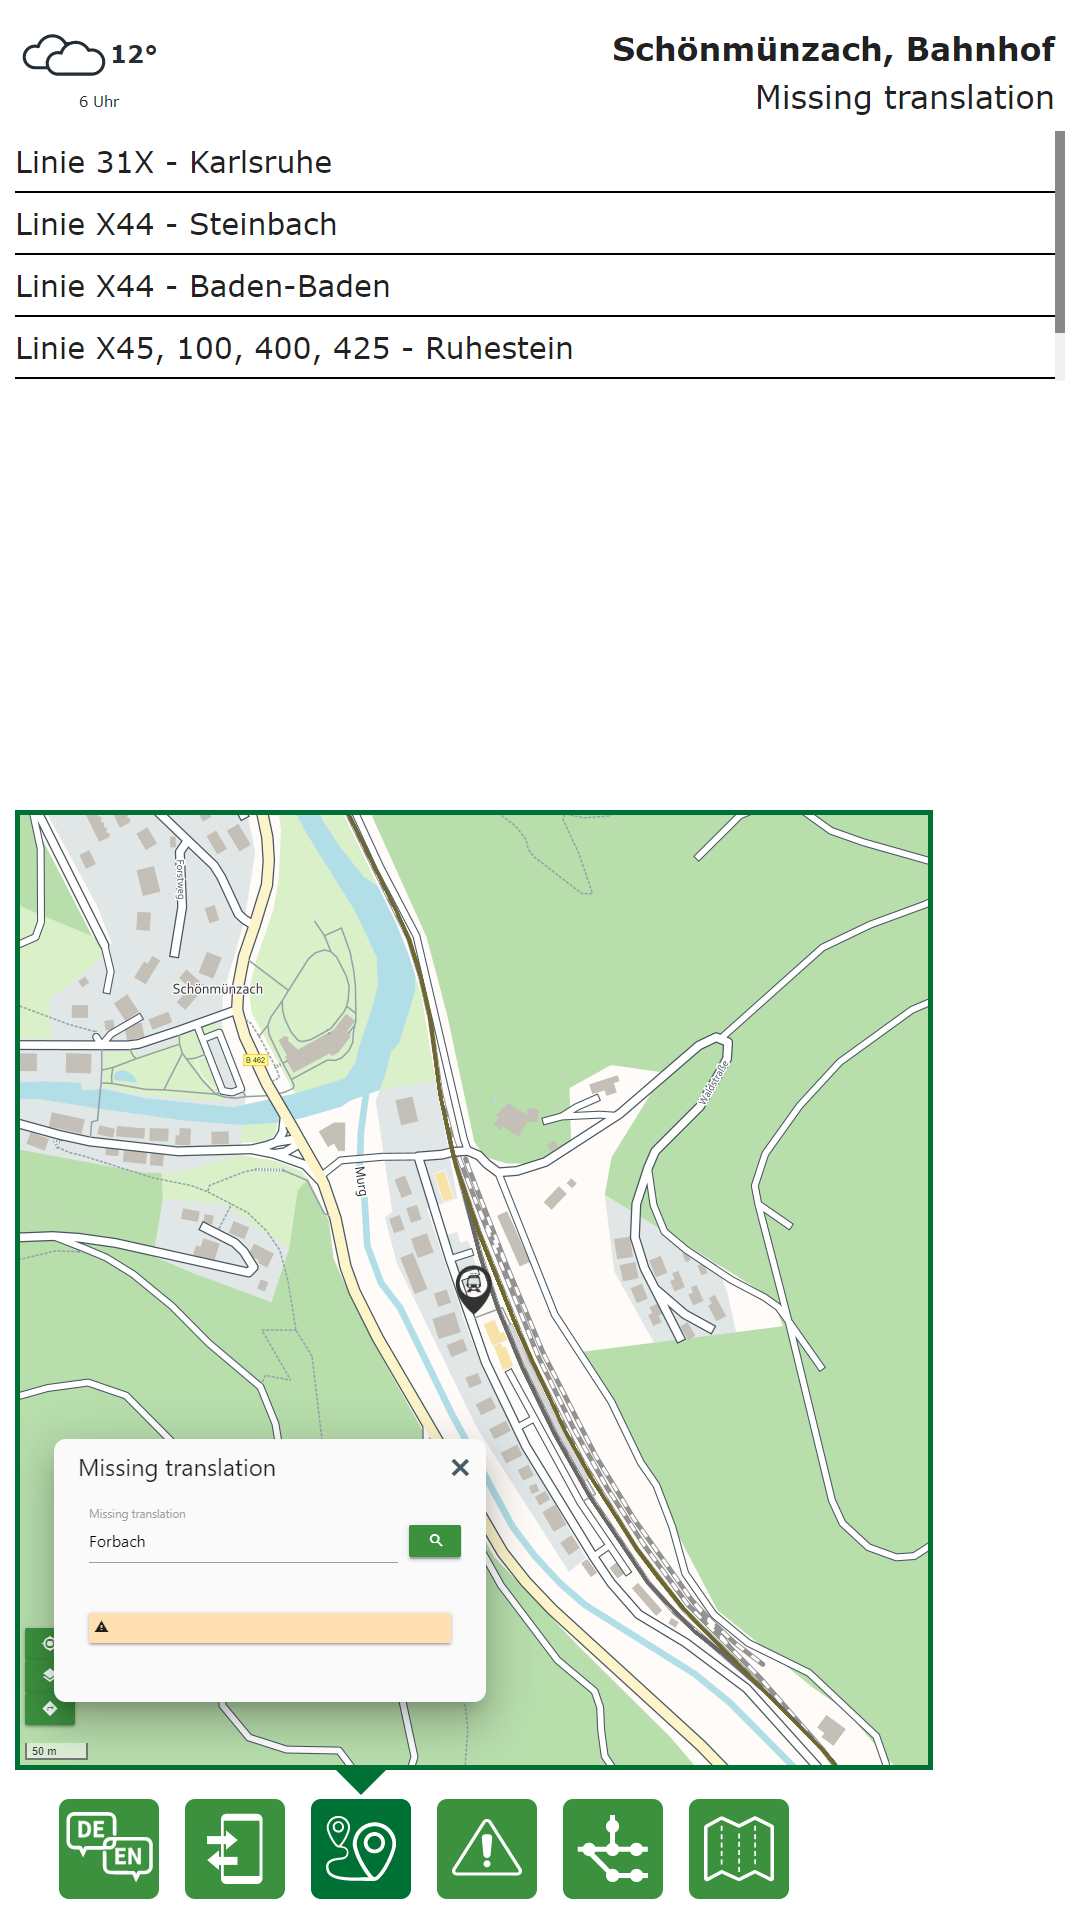 12°
6 Uhr
Schönmünzach, Bahnhof
Missing translation
Linie 31X - Karlsruhe
Linie X44 - Steinbach
Linie X44 - Baden-Baden
Linie X45, 100, 400, 425 - Ruhestein
Forstweg
Schönmünzach
B 462
Waldstraße
Murg
Missing translation
Missing translation
Forbach
50 m
DE
EN